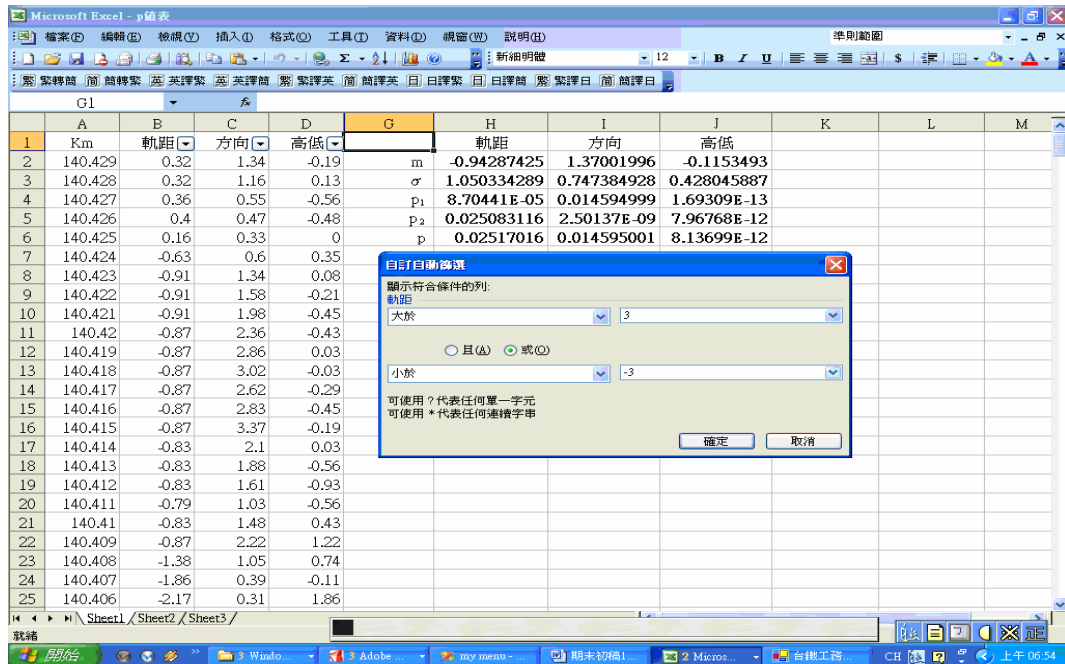 Microsoft Excel - p值表
檔案(F) 編輯(E) 檢視(V) 插入(I) 格式(O) 工具(T) 資料(D) 視窗(W) 說明(H) 準則範圍
新細明體 12 B I U
繁 繁轉簡 簡 簡轉繁 英 英譯繁 英 英譯簡 繁 繁譯英 簡 簡譯英 日 日譯繁 日 日譯簡 繁 繁譯日 簡 簡譯日
G1 fx
A B C D G H I J K L M
1 Km 軌距 方向 高低 軌距 方向 高低
2 140.429 0.32 1.34 -0.19 m -0.94287425 1.37001996 -0.1153493
3 140.428 0.32 1.16 0.13 σ 1.050334289 0.747384928 0.428045887
4 140.427 0.36 0.55 -0.56 p₁ 8.70441E-05 0.014594999 1.69309E-13
5 140.426 0.4 0.47 -0.48 p₂ 0.025083116 2.50137E-09 7.96768E-12
6 140.425 0.16 0.33 0 p 0.02517016 0.014595001 8.13699E-12
7 140.424 -0.63 0.6 0.35
8 140.423 -0.91 1.34 0.08
9 140.422 -0.91 1.58 -0.21
10 140.421 -0.91 1.98 -0.45
11 140.42 -0.87 2.36 -0.43
12 140.419 -0.87 2.86 0.03
13 140.418 -0.87 3.02 -0.03
14 140.417 -0.87 2.62 -0.29
15 140.416 -0.87 2.83 -0.45
16 140.415 -0.87 3.37 -0.19
17 140.414 -0.83 2.1 0.03
18 140.413 -0.83 1.88 -0.56
19 140.412 -0.83 1.61 -0.93
20 140.411 -0.79 1.03 -0.56
21 140.41 -0.83 1.48 0.43
22 140.409 -0.87 2.22 1.22
23 140.408 -1.38 1.05 0.74
24 140.407 -1.86 0.39 -0.11
25 140.406 -2.17 0.31 1.86
自訂自動篩選
顯示符合條件的列:
軌距
大於 3
且(A) 或(O)
小於 -3
可使用 ? 代表任何單一字元
可使用 * 代表任何連續字串
確定 取消
Sheet1 Sheet2 Sheet3
就緒
開始 3 Windo... 3 Adobe ... my menu - ... 期末初稿1... 2 Micros... 台鐵工務... CH 上午 06:54